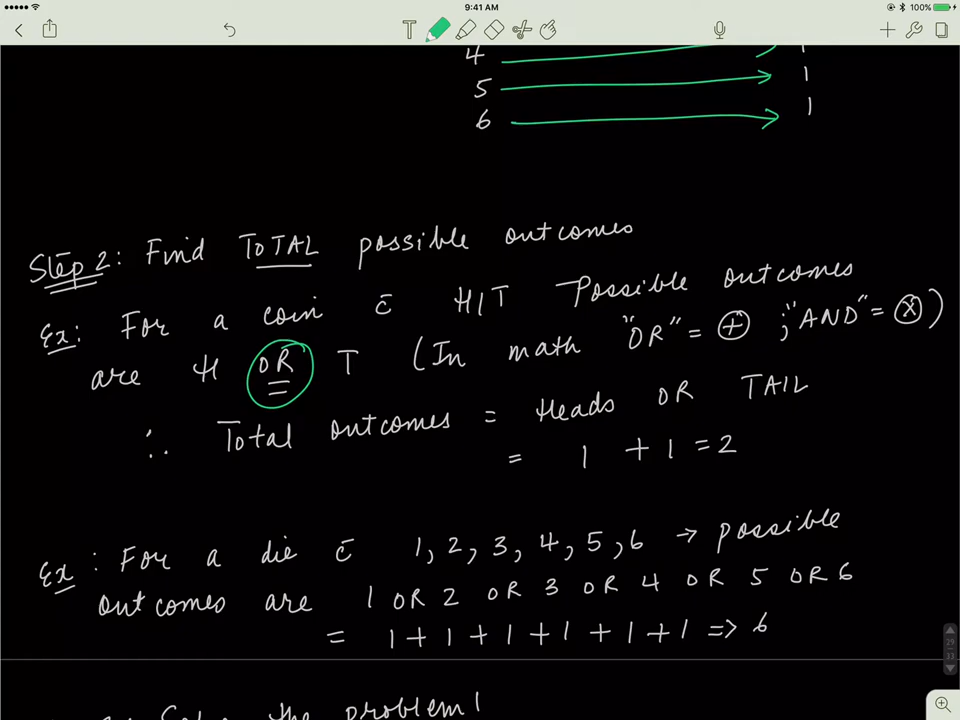 9:41 AM
100%
T
4 1
5 1
6 1
Step 2: Find TOTAL possible outcomes
Ex: For a coin c̄ H/T Possible outcomes
are H OR T (In math "OR" = ⊕ ; "AND" = ⊗)
∴ Total outcomes = Heads OR TAIL
= 1 + 1 = 2
Ex: For a die c̄ 1, 2, 3, 4, 5, 6 → possible
outcomes are 1 OR 2 OR 3 OR 4 OR 5 OR 6
= 1 + 1 + 1 + 1 + 1 + 1 => 6
the problem